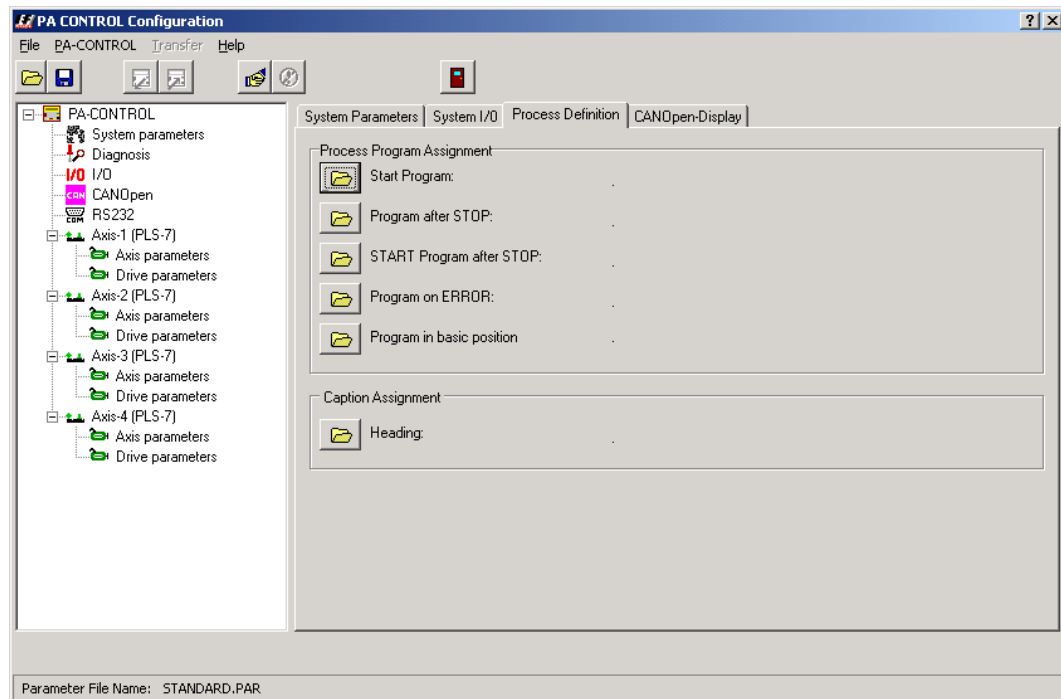 PA CONTROL Configuration
File PA-CONTROL Transfer Help
PA-CONTROL
System parameters
Diagnosis
I/O I/O
CAN CANOpen
COM RS232
Axis-1 (PLS-7)
Axis parameters
Drive parameters
Axis-2 (PLS-7)
Axis parameters
Drive parameters
Axis-3 (PLS-7)
Axis parameters
Drive parameters
Axis-4 (PLS-7)
Axis parameters
Drive parameters
System Parameters System I/O Process Definition CANOpen-Display
Process Program Assignment
Start Program: .
Program after STOP: .
START Program after STOP: .
Program on ERROR: .
Program in basic position .
Caption Assignment
Heading: .
Parameter File Name: STANDARD.PAR